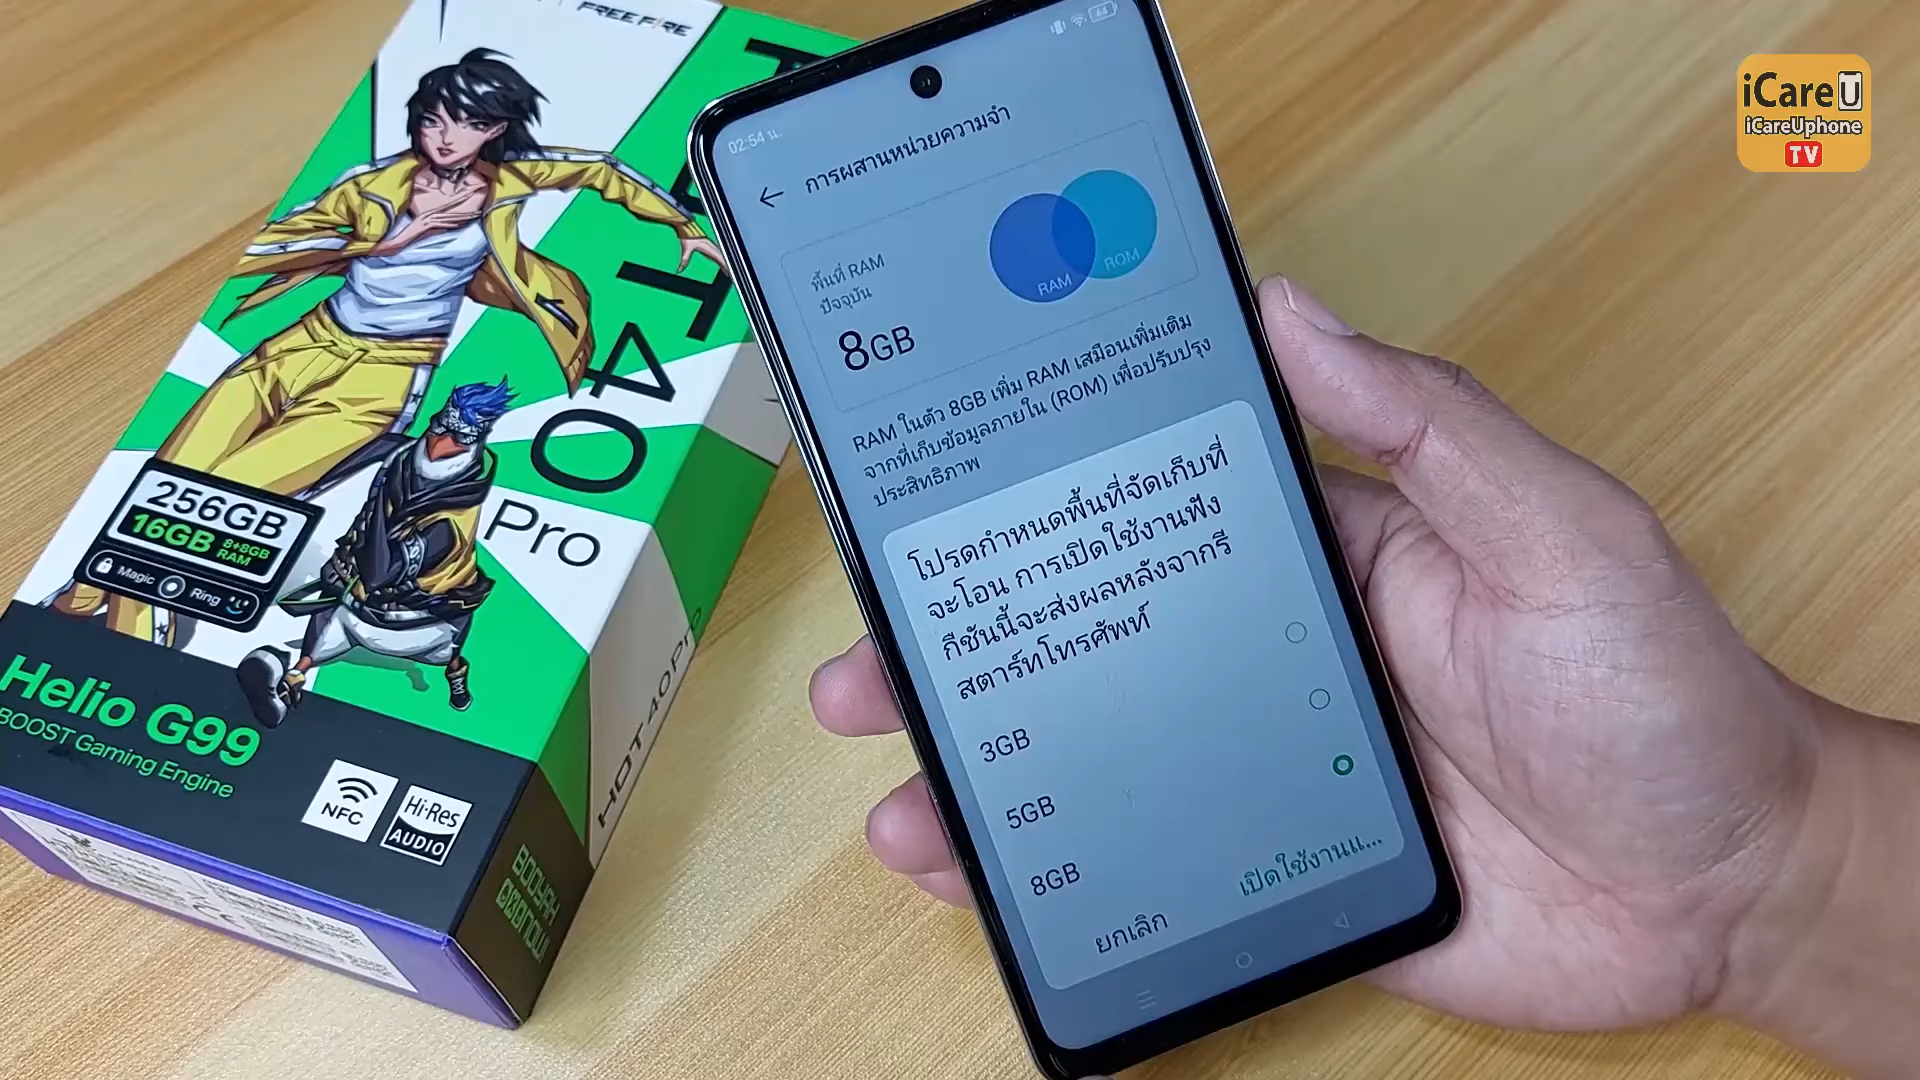 FREE FIRE
HOT 40
Pro
256GB
16GB 8+8GB
RAM
Magic Ring
Helio G99
BOOST Gaming Engine
NFC
Hi-Res
AUDIO
HOT 40 Pro
BOOYAH
02:54 น.
64
การผสานหน่วยความจำ
พื้นที่ RAM
ปัจจุบัน
8GB
RAM
ROM
RAM ในตัว 8GB เพิ่ม RAM เสมือนเพิ่มเติม
จากที่เก็บข้อมูลภายใน (ROM) เพื่อปรับปรุง
ประสิทธิภาพ
โปรดกำหนดพื้นที่จัดเก็บที่
จะโอน การเปิดใช้งานฟัง
ก์ชันนี้จะส่งผลหลังจากรี
สตาร์ทโทรศัพท์
3GB
5GB
8GB
ยกเลิก
เปิดใช้งานแ...
iCareU
iCareUphone
TV